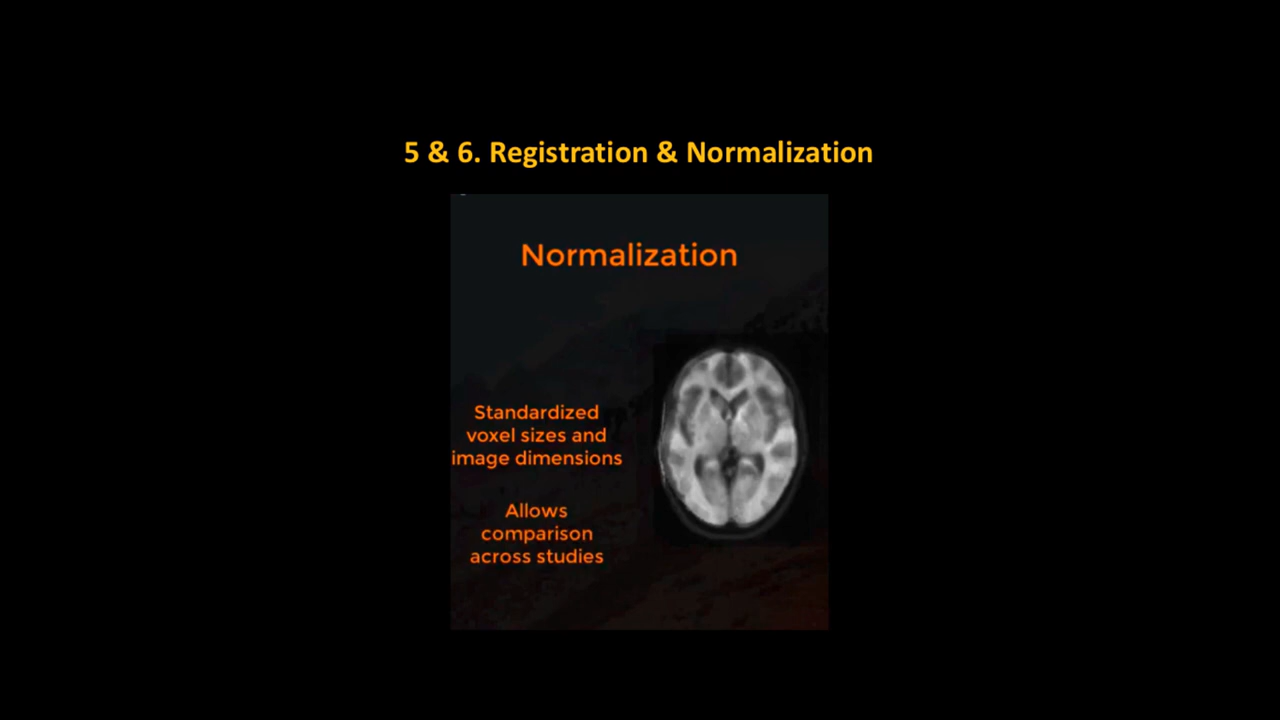 5 & 6. Registration & Normalization
Normalization
Standardized
voxel sizes and
image dimensions
Allows
comparison
across studies